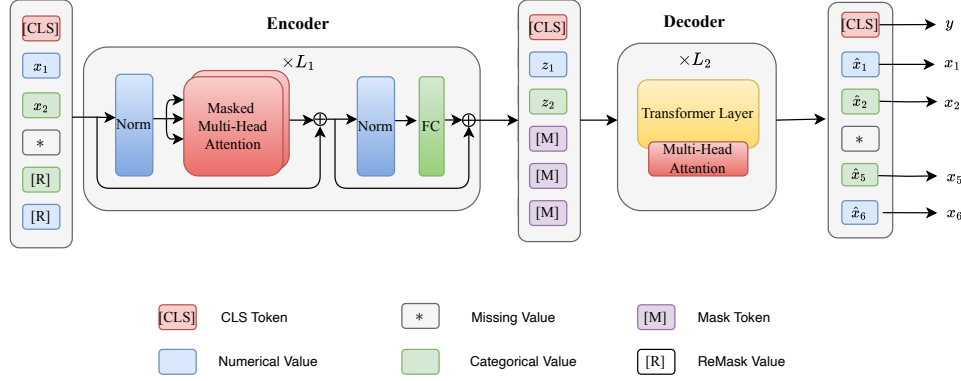 Encoder
Decoder
[CLS]
x₁
x₂
*
[R]
[R]
×L₁
Norm
Masked
Multi-Head
Attention
Norm
FC
[CLS]
z₁
z₂
[M]
[M]
[M]
×L₂
Transformer Layer
Multi-Head
Attention
[CLS]
x̂₁
x̂₂
*
x̂₅
x̂₆
y
x₁
x₂
x₅
x₆
[CLS] CLS Token
* Missing Value
[M] Mask Token
Numerical Value
Categorical Value
[R] ReMask Value